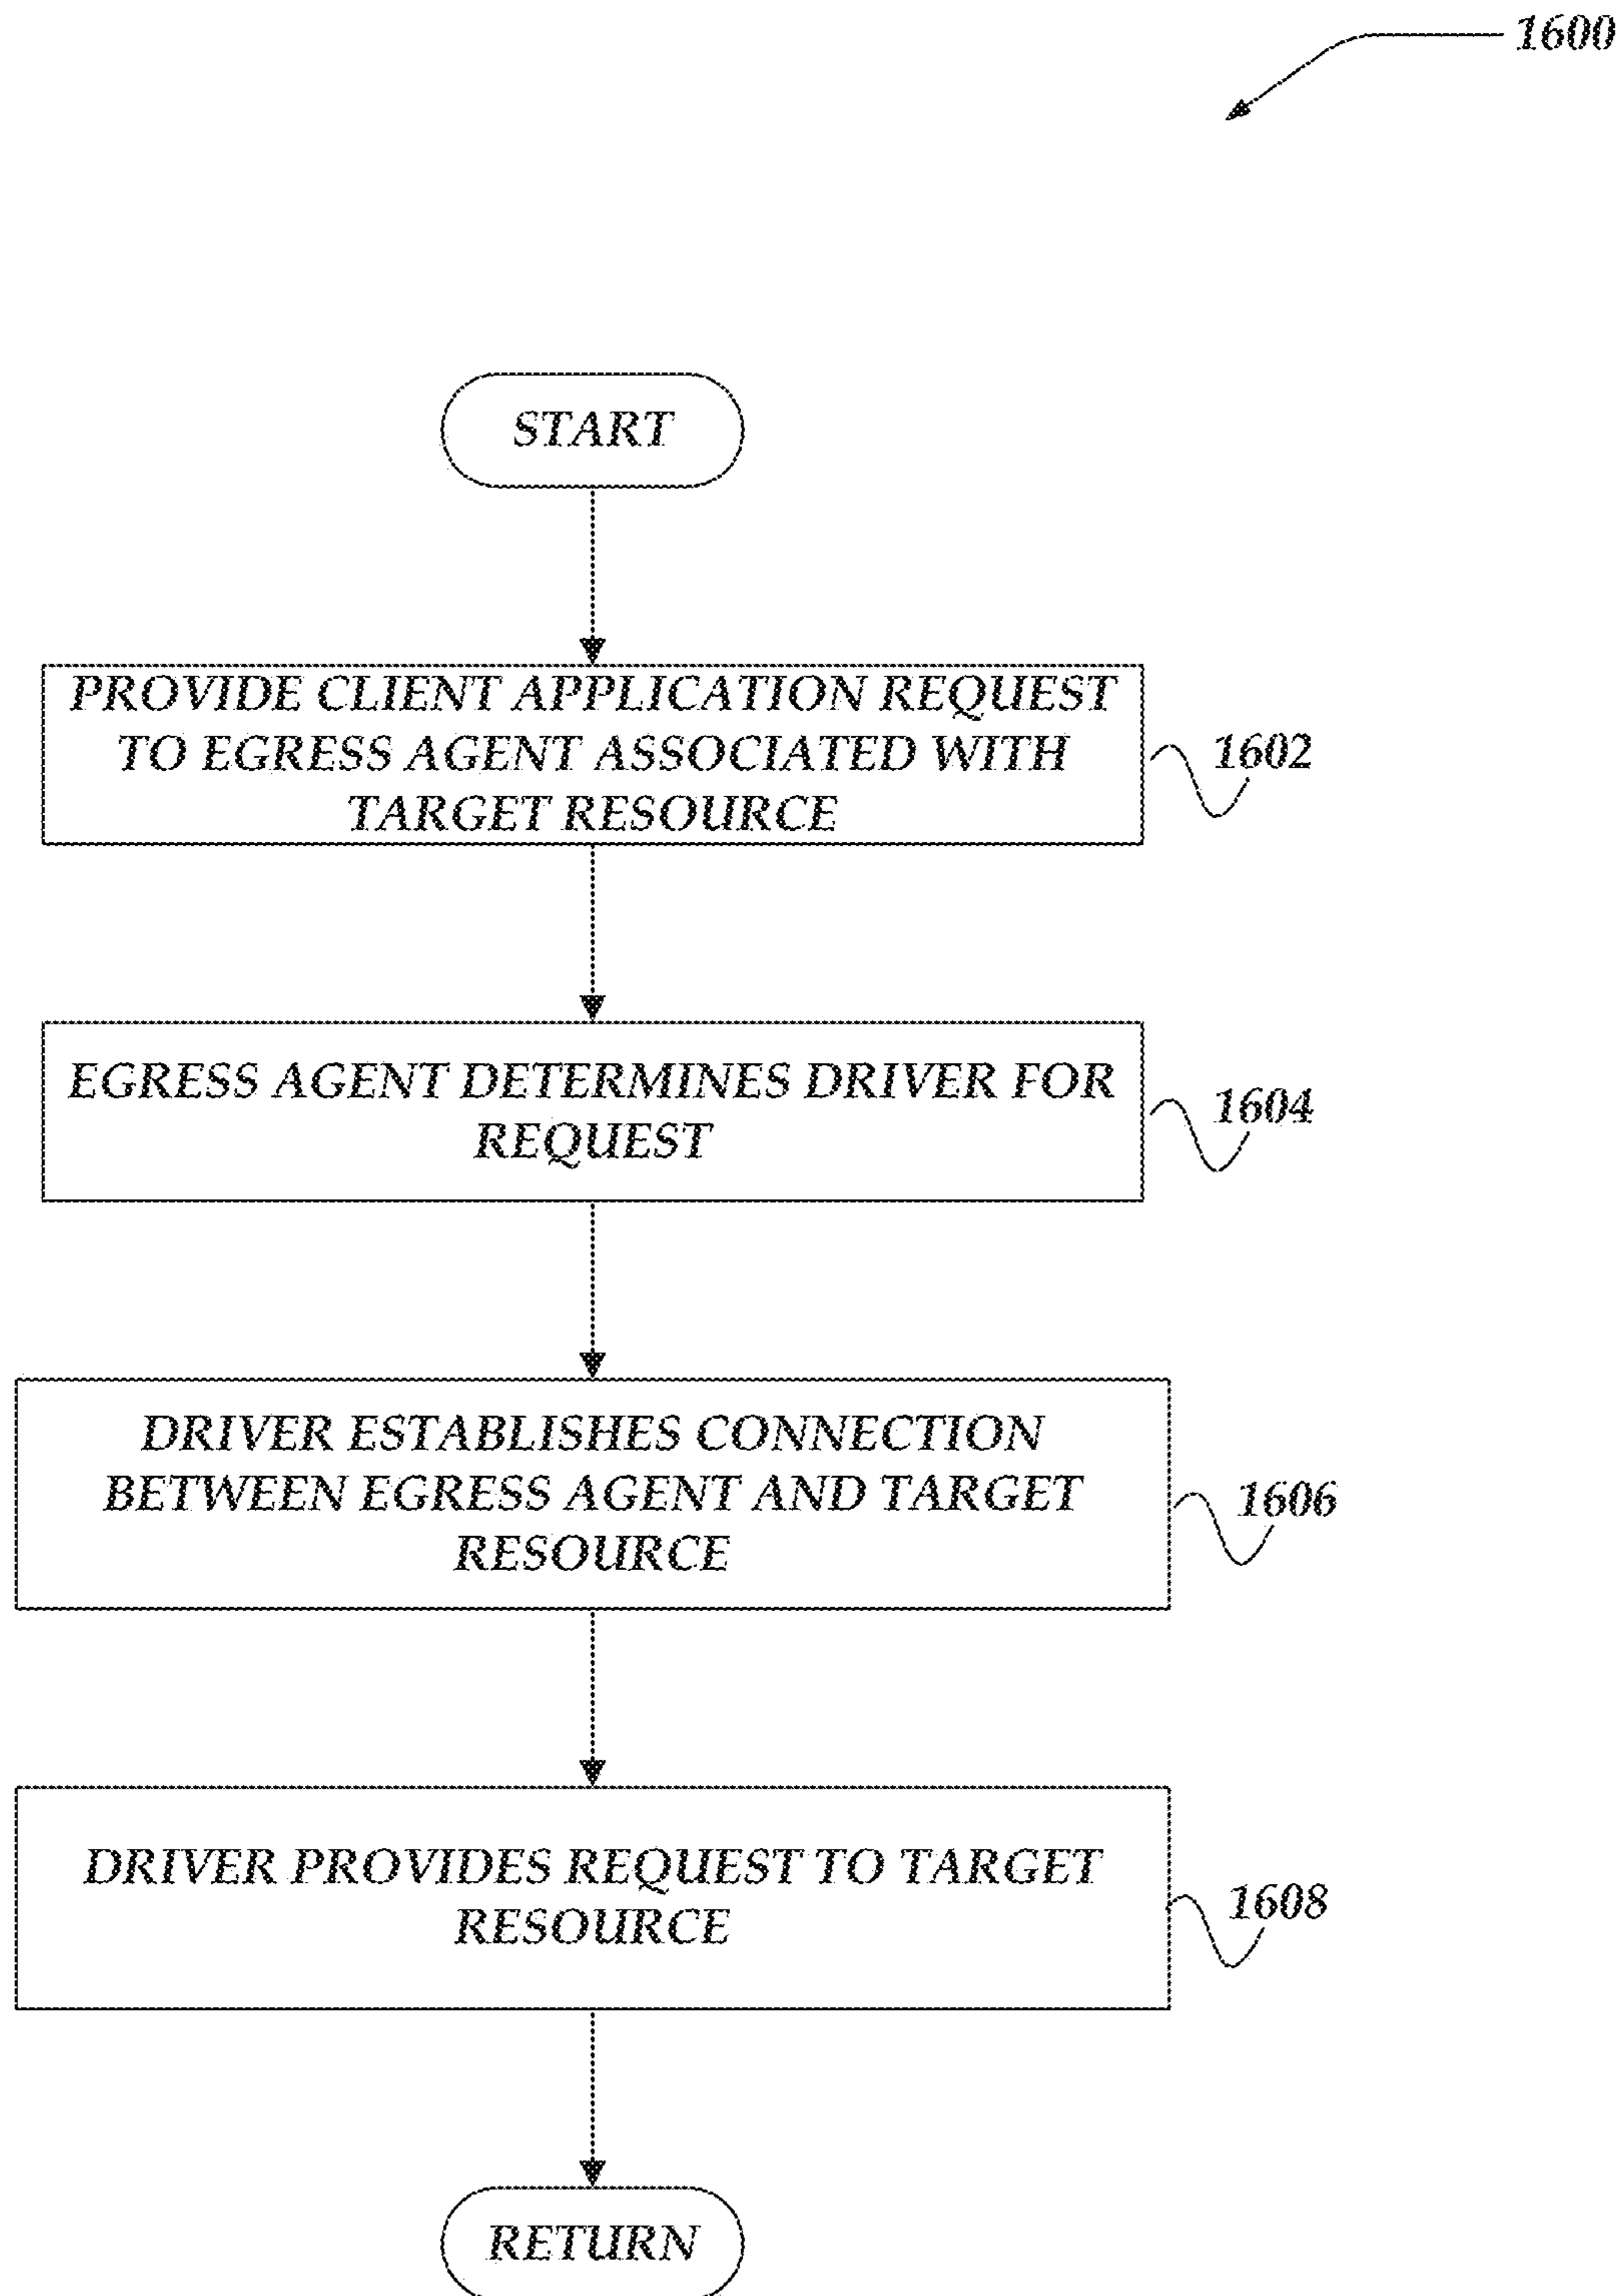 1600
START
PROVIDE CLIENT APPLICATION REQUEST
TO EGRESS AGENT ASSOCIATED WITH
TARGET RESOURCE
1602
EGRESS AGENT DETERMINES DRIVER FOR
REQUEST
1604
DRIVER ESTABLISHES CONNECTION
BETWEEN EGRESS AGENT AND TARGET
RESOURCE
1606
DRIVER PROVIDES REQUEST TO TARGET
RESOURCE
1608
RETURN